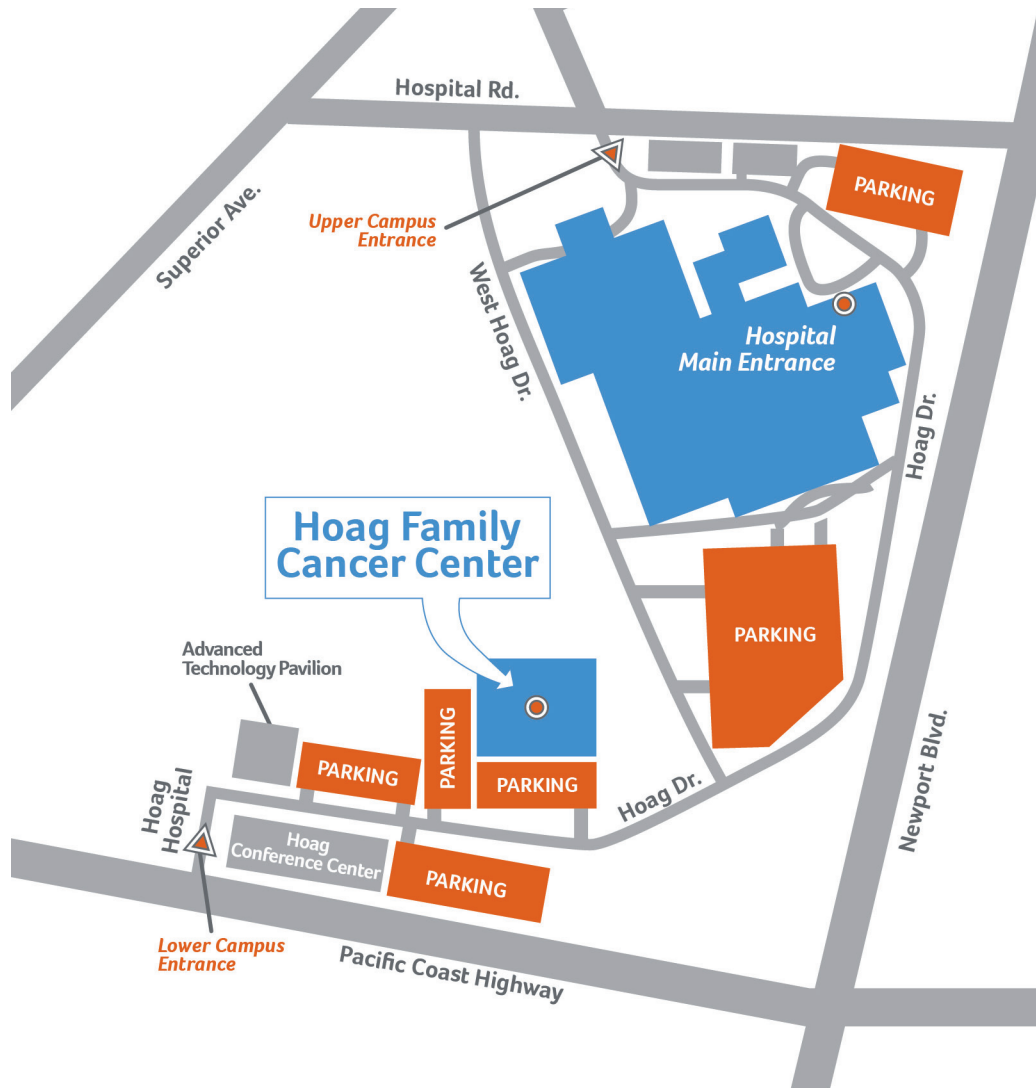 Hospital Rd.
Superior Ave.
Upper Campus
Entrance
PARKING
West Hoag Dr.
Hospital
Main Entrance
Hoag Dr.
Hoag Family
Cancer Center
PARKING
Advanced
Technology Pavilion
PARKING
PARKING
PARKING
Hoag Dr.
Newport Blvd.
Hoag
Hospital
Hoag
Conference Center
PARKING
Lower Campus
Entrance
Pacific Coast Highway